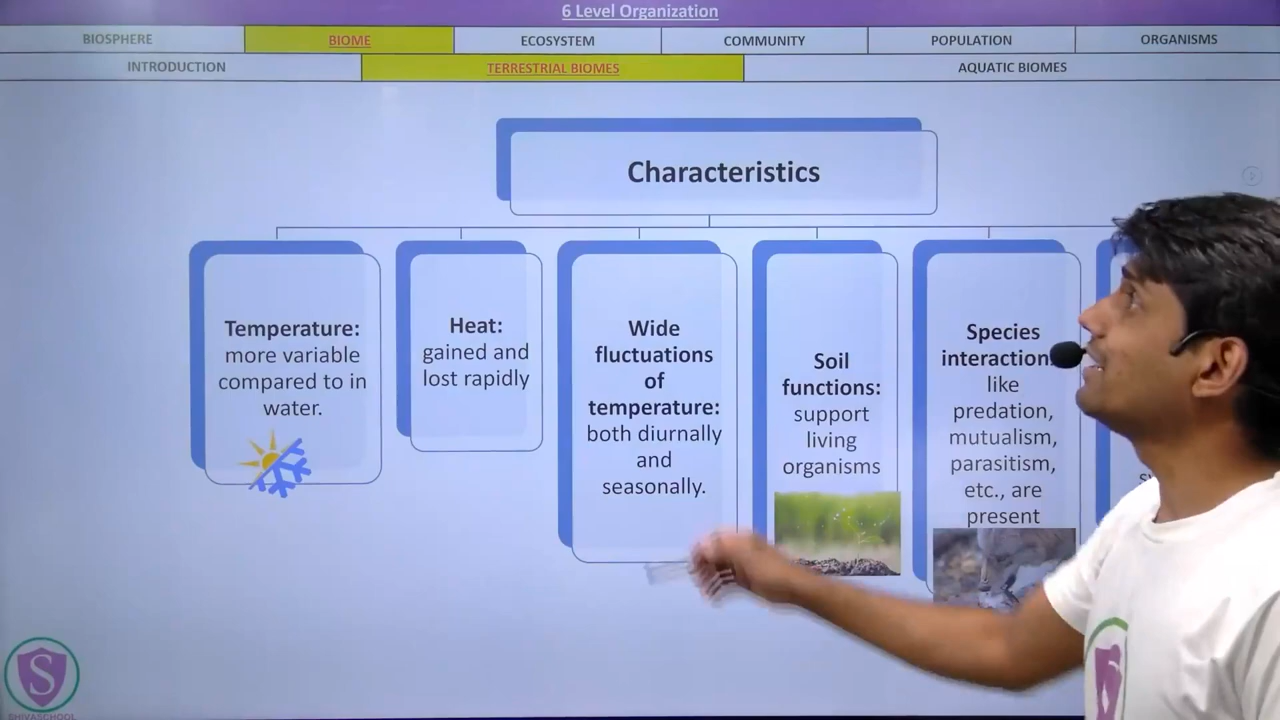 6 Level Organization
BIOSPHERE
BIOME
ECOSYSTEM
COMMUNITY
POPULATION
ORGANISMS
INTRODUCTION
TERRESTRIAL BIOMES
AQUATIC BIOMES
Characteristics
Temperature:
more variable
compared to in
water.
Heat:
gained and
lost rapidly
Wide
fluctuations
of
temperature:
both diurnally
and
seasonally.
Soil
functions:
support
living
organisms
Species
interaction
like
predation,
mutualism,
parasitism,
etc., are
present
S
SHIVASCHOOL